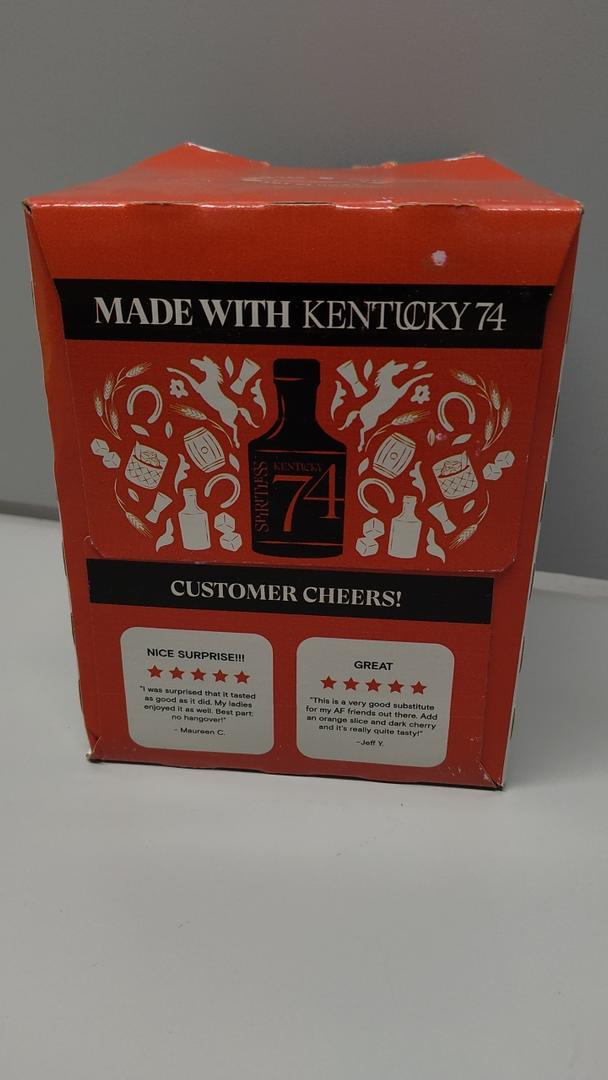 MADE WITH KENTUCKY 74
SPIRITLESS
KENTUCKY
74
CUSTOMER CHEERS!
NICE SURPRISE!!!
"I was surprised that it tasted
as good as it did. My ladies
enjoyed it as well. Best part;
no hangover!"
- Maureen C.
GREAT
"This is a very good substitute
for my AF friends out there. Add
an orange slice and dark cherry
and it's really quite tasty!"
-Jeff Y.